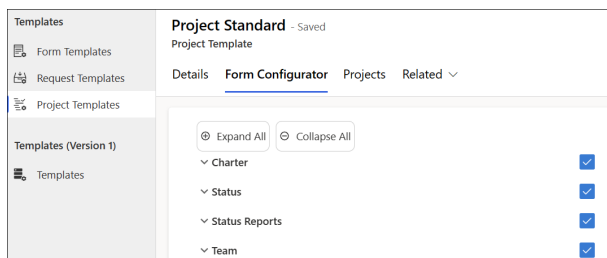 Templates
Form Templates
Request Templates
Project Templates
Templates (Version 1)
Templates
Project Standard - Saved
Project Template
Details Form Configurator Projects Related
Expand All Collapse All
Charter
Status
Status Reports
Team